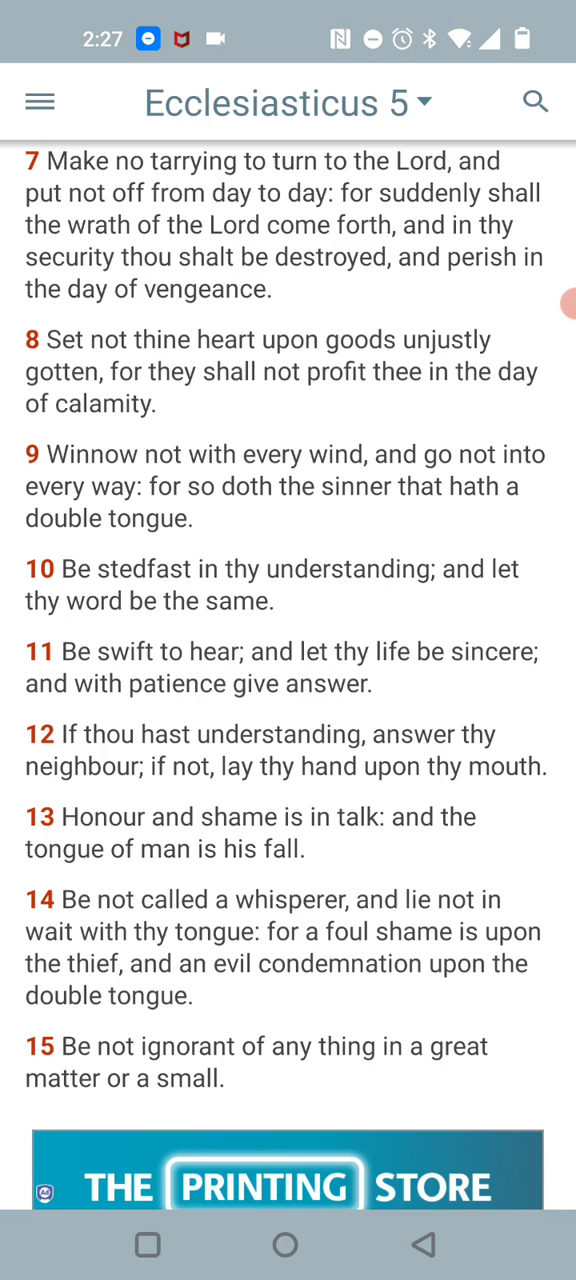 2:27
Ecclesiasticus 5
7 Make no tarrying to turn to the Lord, and
put not off from day to day: for suddenly shall
the wrath of the Lord come forth, and in thy
security thou shalt be destroyed, and perish in
the day of vengeance.
8 Set not thine heart upon goods unjustly
gotten, for they shall not profit thee in the day
of calamity.
9 Winnow not with every wind, and go not into
every way: for so doth the sinner that hath a
double tongue.
10 Be stedfast in thy understanding; and let
thy word be the same.
11 Be swift to hear; and let thy life be sincere;
and with patience give answer.
12 If thou hast understanding, answer thy
neighbour; if not, lay thy hand upon thy mouth.
13 Honour and shame is in talk: and the
tongue of man is his fall.
14 Be not called a whisperer, and lie not in
wait with thy tongue: for a foul shame is upon
the thief, and an evil condemnation upon the
double tongue.
15 Be not ignorant of any thing in a great
matter or a small.
THE PRINTING STORE